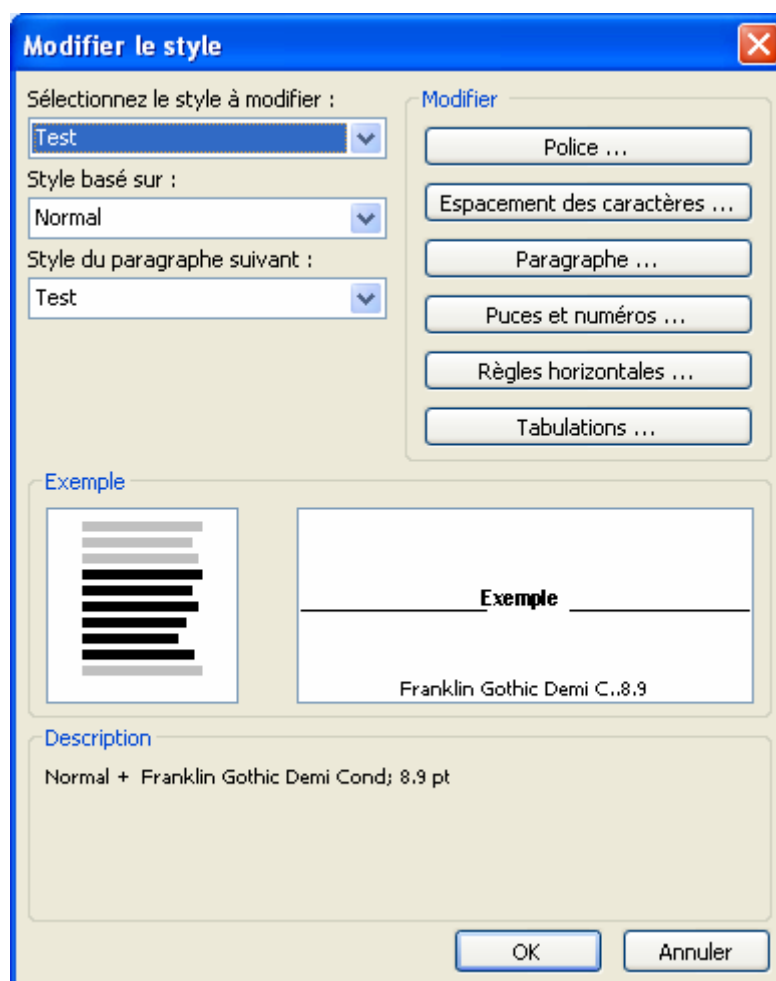 Modifier le style
Sélectionnez le style à modifier :
Test
Style basé sur :
Normal
Style du paragraphe suivant :
Test
Modifier
Police ...
Espacement des caractères ...
Paragraphe ...
Puces et numéros ...
Règles horizontales ...
Tabulations ...
Exemple
Exemple
Franklin Gothic Demi C..8.9
Description
Normal + Franklin Gothic Demi Cond; 8.9 pt
OK
Annuler